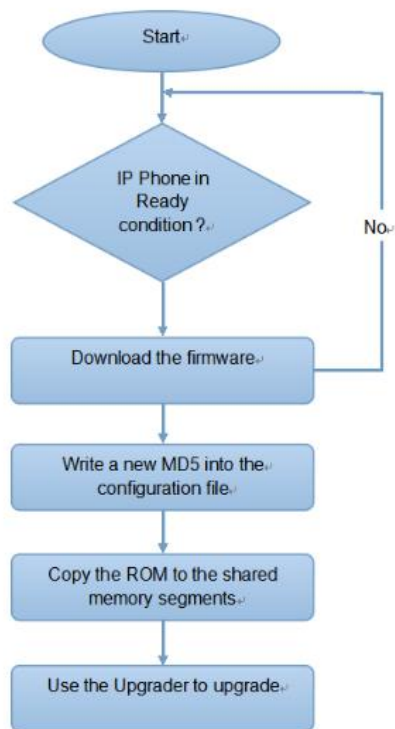 Start
IP Phone in
Ready
condition ?
No
Download the firmware
Write a new MD5 into the
configuration file
Copy the ROM to the shared
memory segments
Use the Upgrader to upgrade